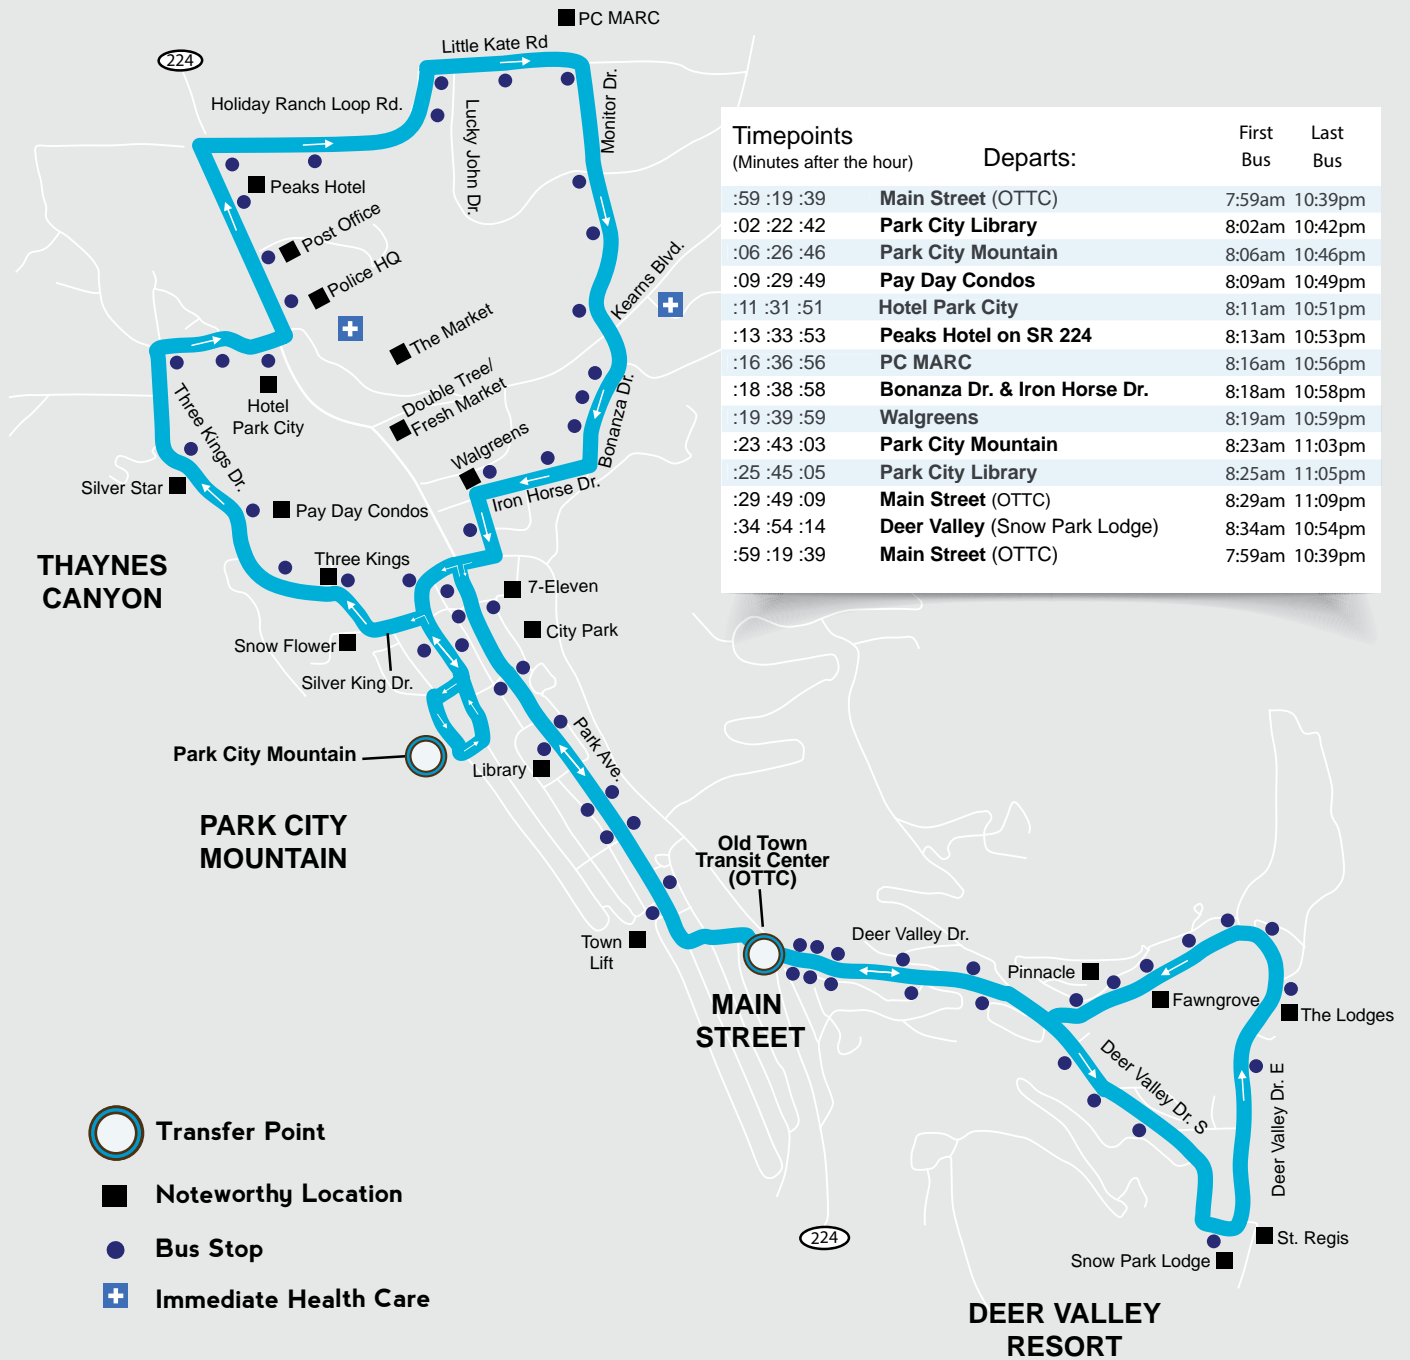 PC MARC
Little Kate Rd
224
Holiday Ranch Loop Rd.
Lucky John Dr.
Monitor Dr.
Peaks Hotel
Post Office
Police HQ
Kearns Blvd.
The Market
Double Tree/
Fresh Market
Hotel
Park City
Three Kings Dr.
Walgreens
Bonanza Dr.
Iron Horse Dr.
Silver Star
Pay Day Condos
THAYNES
CANYON
Three Kings
7-Eleven
City Park
Snow Flower
Silver King Dr.
Park City Mountain
Library
Park Ave.
PARK CITY
MOUNTAIN
Timepoints
(Minutes after the hour)
Departs:
First Last
Bus Bus
:59 :19 :39 Main Street (OTTC) 7:59am 10:39pm
:02 :22 :42 Park City Library 8:02am 10:42pm
:06 :26 :46 Park City Mountain 8:06am 10:46pm
:09 :29 :49 Pay Day Condos 8:09am 10:49pm
:11 :31 :51 Hotel Park City 8:11am 10:51pm
:13 :33 :53 Peaks Hotel on SR 224 8:13am 10:53pm
:16 :36 :56 PC MARC 8:16am 10:56pm
:18 :38 :58 Bonanza Dr. & Iron Horse Dr. 8:18am 10:58pm
:19 :39 :59 Walgreens 8:19am 10:59pm
:23 :43 :03 Park City Mountain 8:23am 11:03pm
:25 :45 :05 Park City Library 8:25am 11:05pm
:29 :49 :09 Main Street (OTTC) 8:29am 11:09pm
:34 :54 :14 Deer Valley (Snow Park Lodge) 8:34am 10:54pm
:59 :19 :39 Main Street (OTTC) 7:59am 10:39pm
Old Town
Transit Center
(OTTC)
Town
Lift
MAIN
STREET
Deer Valley Dr.
Pinnacle
Fawngrove
The Lodges
Deer Valley Dr. S
Deer Valley Dr. E
St. Regis
Snow Park Lodge
224
DEER VALLEY
RESORT
Transfer Point
Noteworthy Location
Bus Stop
Immediate Health Care